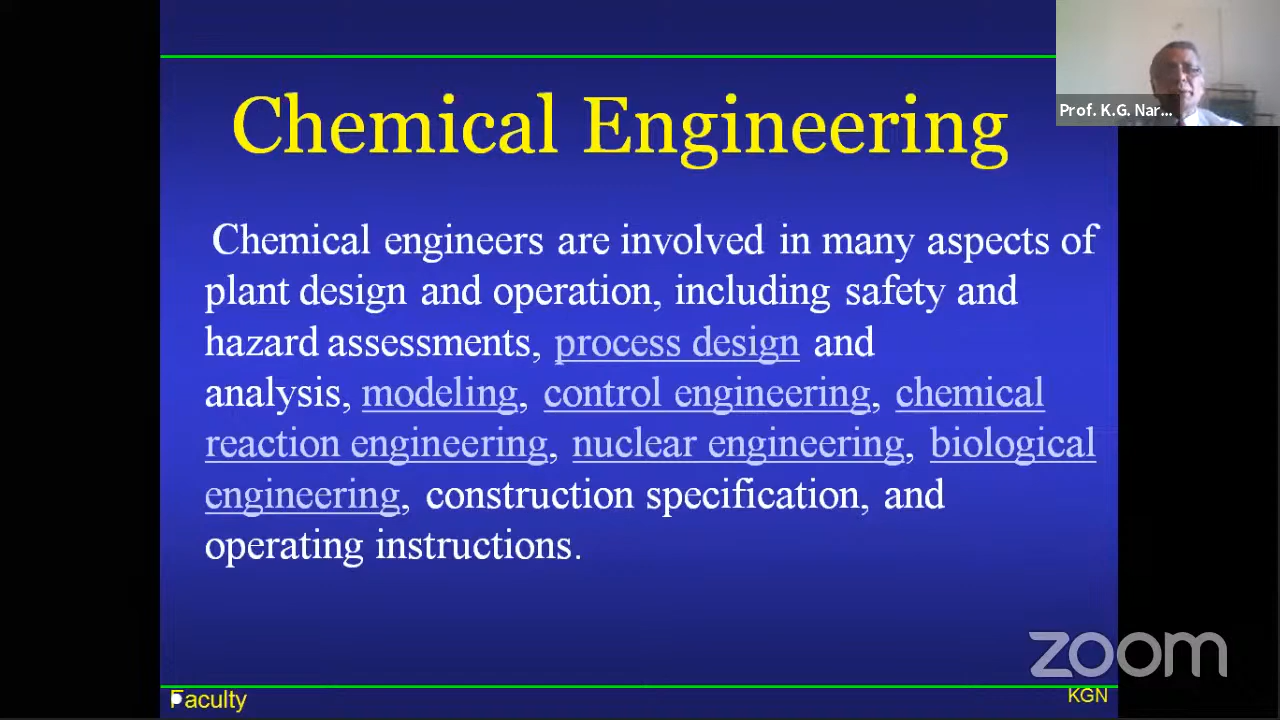 Chemical Engineering
Prof. K.G. Nar...
Chemical engineers are involved in many aspects of
plant design and operation, including safety and
hazard assessments, process design and
analysis, modeling, control engineering, chemical
reaction engineering, nuclear engineering, biological
engineering, construction specification, and
operating instructions.
zoom
Faculty
KGN